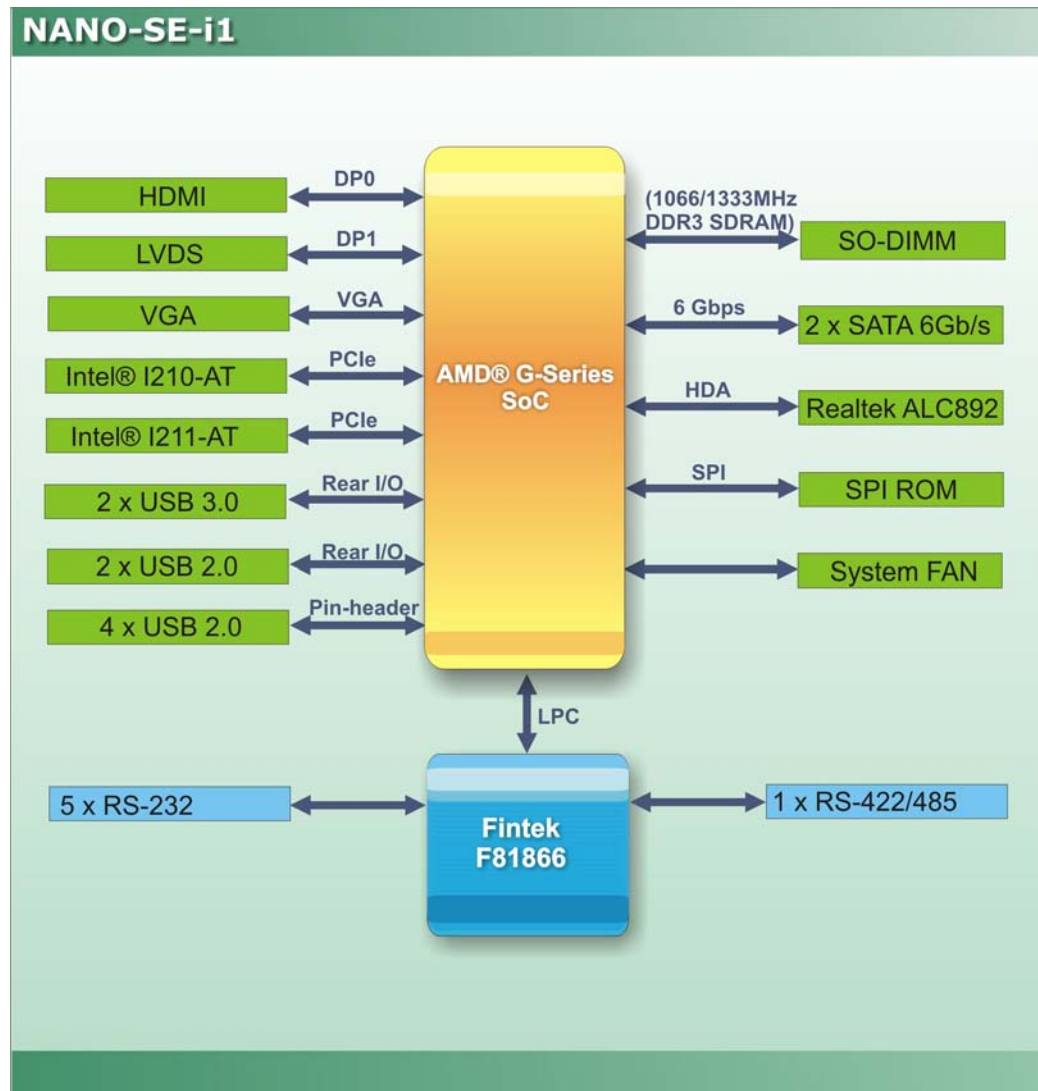 NANO-SE-i1
HDMI
DP0
LVDS
DP1
VGA
VGA
Intel® I210-AT
PCIe
Intel® I211-AT
PCIe
2 x USB 3.0
Rear I/O
2 x USB 2.0
Rear I/O
4 x USB 2.0
Pin-header
AMD® G-Series
SoC
(1066/1333MHz
DDR3 SDRAM)
SO-DIMM
6 Gbps
2 x SATA 6Gb/s
HDA
Realtek ALC892
SPI
SPI ROM
System FAN
LPC
5 x RS-232
Fintek
F81866
1 x RS-422/485